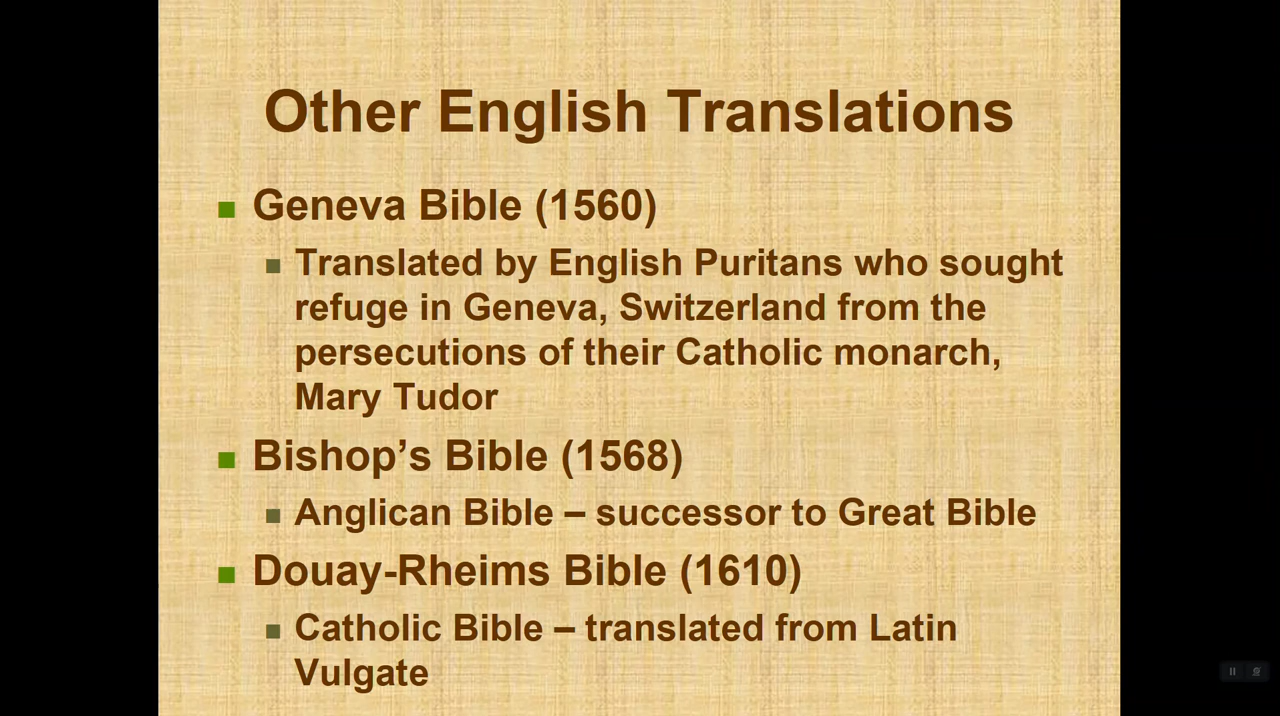 Other English Translations
Geneva Bible (1560)
Translated by English Puritans who sought
refuge in Geneva, Switzerland from the
persecutions of their Catholic monarch,
Mary Tudor
Bishop’s Bible (1568)
Anglican Bible – successor to Great Bible
Douay-Rheims Bible (1610)
Catholic Bible – translated from Latin
Vulgate